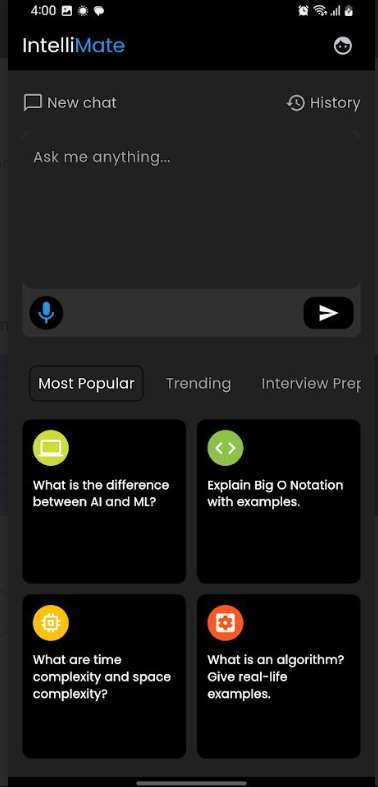 4:00
IntelliMate
New chat
History
Ask me anything...
Most Popular
Trending
Interview Prep
What is the difference
between AI and ML?
Explain Big O Notation
with examples.
What are time
complexity and space
complexity?
What is an algorithm?
Give real-life
examples.